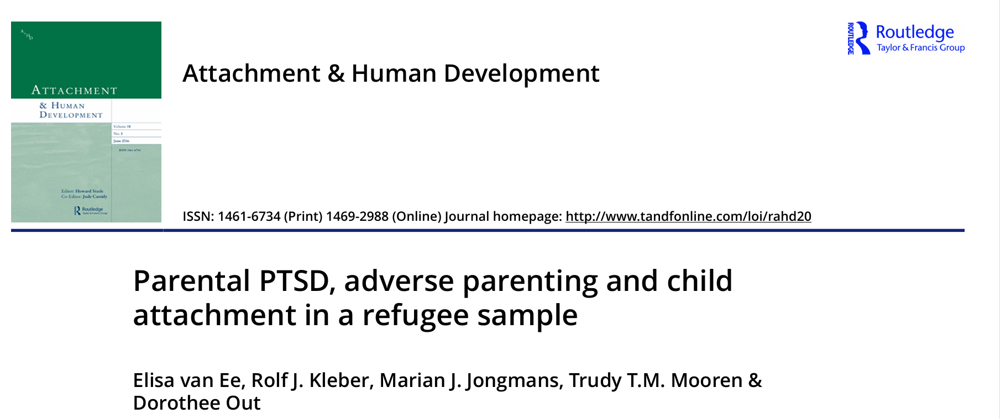 A & H D
ATTACHMENT
& HUMAN
DEVELOPMENT
Volume 18
No. 3
June 2016
ISSN 1461-6734
Editor: Howard Steele
Co-Editor: Jude Cassidy
Routledge
Taylor & Francis Group
Attachment & Human Development
ROUTLEDGE
Routledge
Taylor & Francis Group
ISSN: 1461-6734 (Print) 1469-2988 (Online) Journal homepage: http://www.tandfonline.com/loi/rahd20
Parental PTSD, adverse parenting and child
attachment in a refugee sample
Elisa van Ee, Rolf J. Kleber, Marian J. Jongmans, Trudy T.M. Mooren &
Dorothee Out